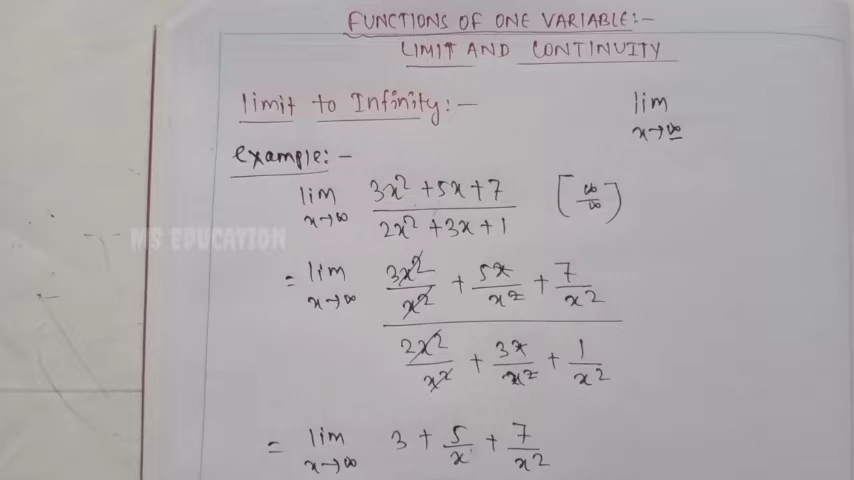 FUNCTIONS OF ONE VARIABLE:-
LIMIT AND CONTINUITY
limit to Infinity:-
lim x→∞
example:-
lim x→∞ (3x² + 5x + 7)/(2x² + 3x + 1) [∞/∞]
MS EDUCATION
= lim x→∞ (3x²/x² + 5x/x² + 7/x²)/(2x²/x² + 3x/x² + 1/x²)
= lim x→∞ 3 + 5/x + 7/x²